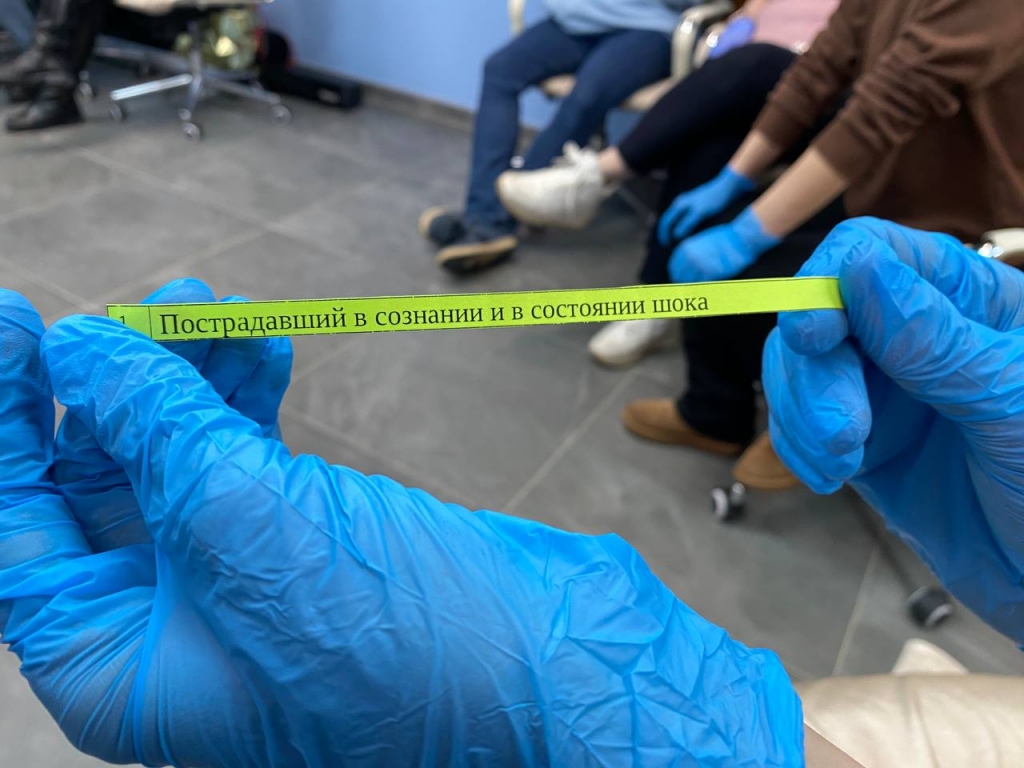 1 Пострадавший в сознании и в состоянии шока